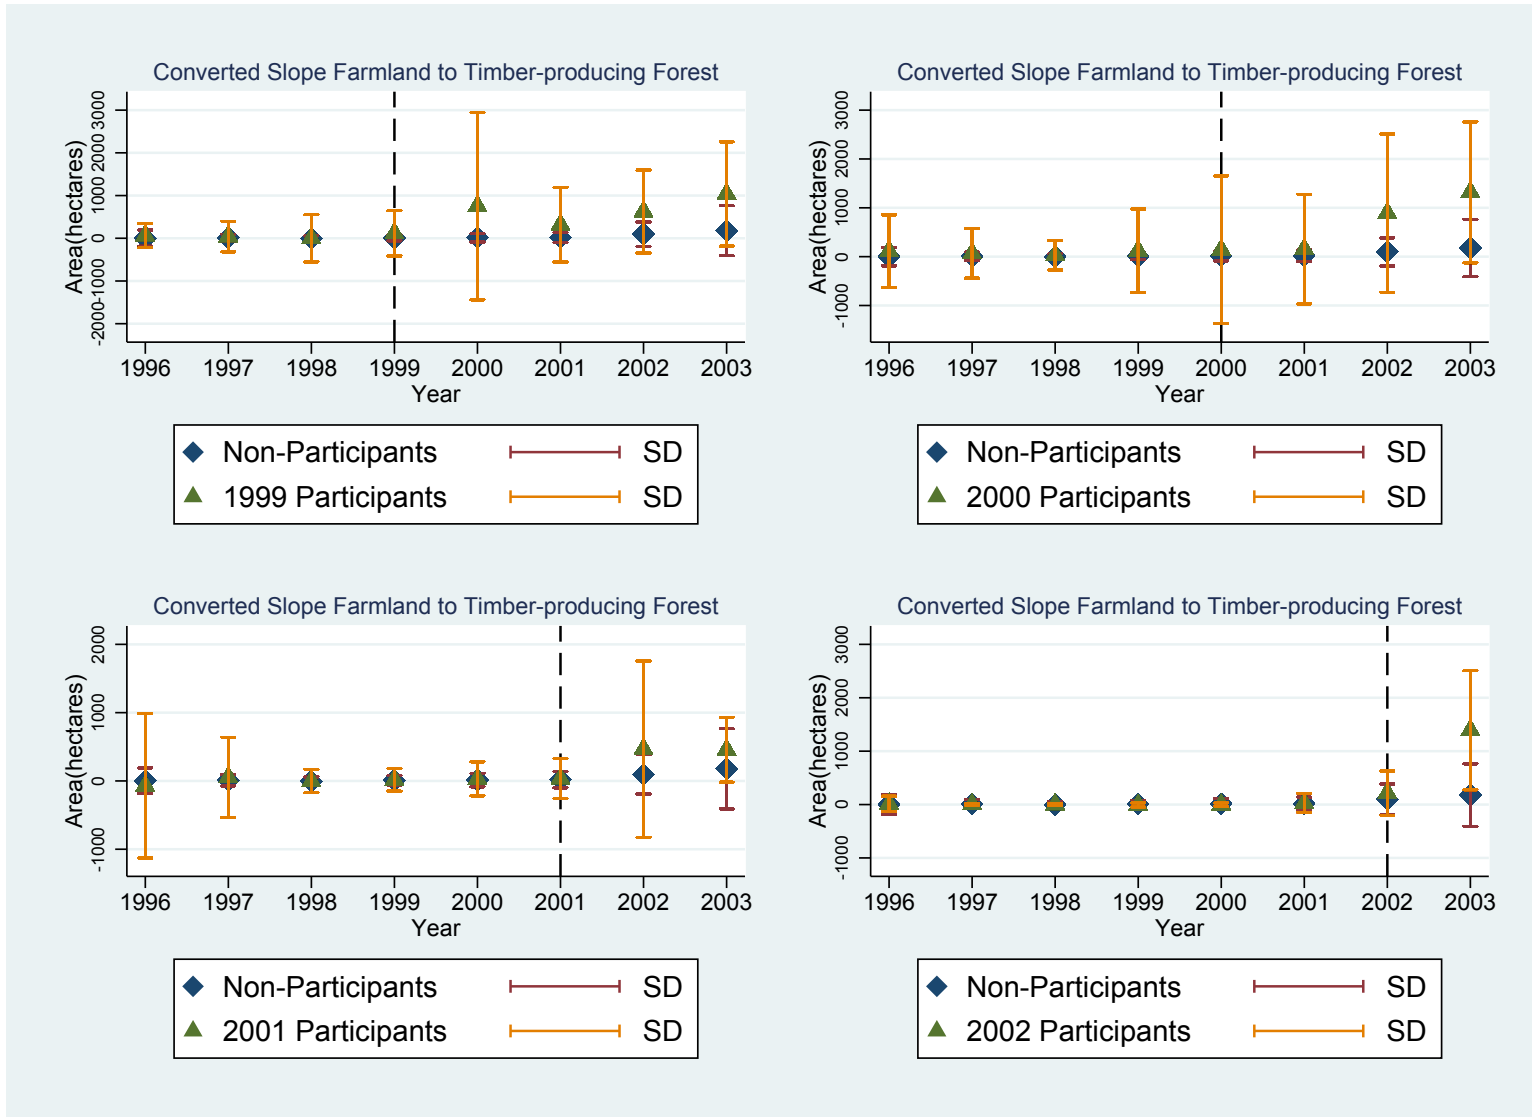 Converted Slope Farmland to Timber-producing Forest
Area(hectares)
3000
2000
1000
0
-1000
-2000
1996 1997 1998 1999 2000 2001 2002 2003
Year
Non-Participants SD
1999 Participants SD
Converted Slope Farmland to Timber-producing Forest
Area(hectares)
3000
2000
1000
0
-1000
1996 1997 1998 1999 2000 2001 2002 2003
Year
Non-Participants SD
2000 Participants SD
Converted Slope Farmland to Timber-producing Forest
Area(hectares)
2000
1000
0
-1000
1996 1997 1998 1999 2000 2001 2002 2003
Year
Non-Participants SD
2001 Participants SD
Converted Slope Farmland to Timber-producing Forest
Area(hectares)
3000
2000
1000
0
-1000
1996 1997 1998 1999 2000 2001 2002 2003
Year
Non-Participants SD
2002 Participants SD